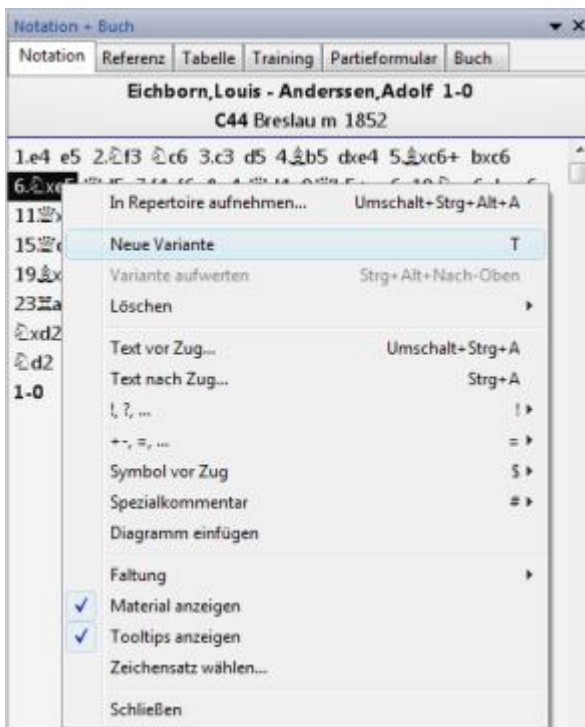 Notation + Buch
Notation Referenz Tabelle Training Partieformular Buch
Eichborn,Louis - Anderssen,Adolf 1-0
C44 Breslau m 1852
1.e4 e5 2.♘f3 ♘c6 3.c3 d5 4.♗b5 dxe4 5.♗xc6+ bxc6
6.♘xe5
11♕x
15♕
19♗x
23♖a
♘xd2
♘d2
1-0
In Repertoire aufnehmen... Umschalt+Strg+Alt+A
Neue Variante T
Variante aufwerten Strg+Alt+Nach-Oben
Löschen
Text vor Zug... Umschalt+Strg+A
Text nach Zug... Strg+A
!, ?, ... !
+-, =, ... =
Symbol vor Zug $
Spezialkommentar #
Diagramm einfügen
Faltung
✓ Material anzeigen
✓ Tooltips anzeigen
Zeichensatz wählen...
Schließen